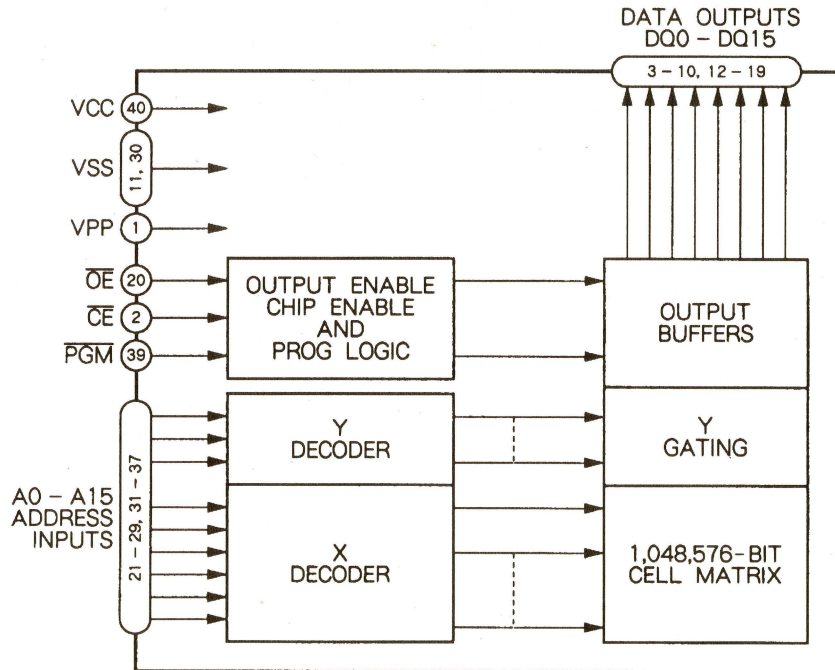 DATA OUTPUTS
DQ0 – DQ15
3 – 10, 12 – 19
VCC
40
VSS
11, 30
VPP
1
OE
20
CE
2
PGM
39
OUTPUT ENABLE
CHIP ENABLE
AND
PROG LOGIC
OUTPUT
BUFFERS
Y
DECODER
Y
GATING
A0 – A15
ADDRESS
INPUTS
21 – 29, 31 – 37
X
DECODER
1,048,576-BIT
CELL MATRIX